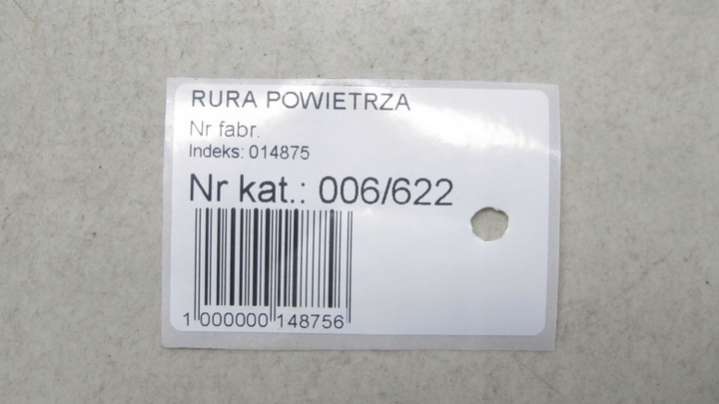 RURA POWIETRZA
Nr fabr.
Indeks: 014875
Nr kat.: 006/622
1 000000 148756